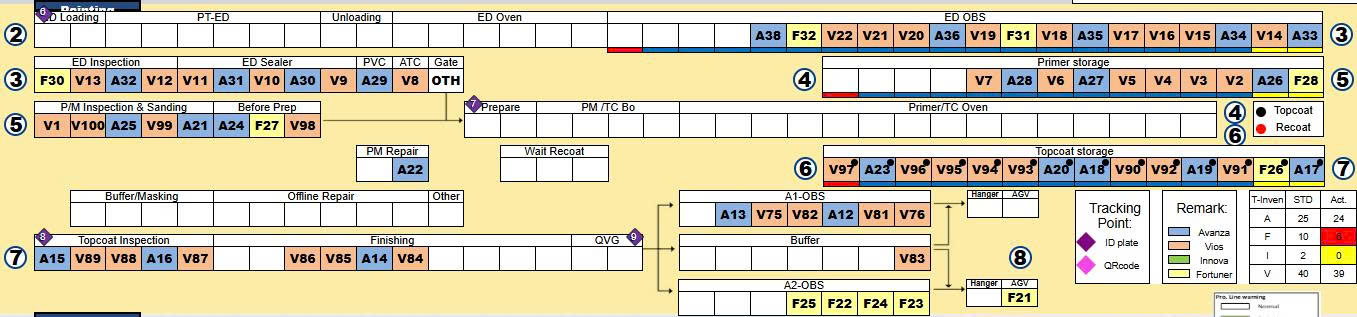 Painting
6 ED Loading PT-ED Unloading ED Oven ED OBS
2 A38 F32 V22 V21 V20 A36 V19 F31 V18 A35 V17 V16 V15 A34 V14 A33 3
ED Inspection ED Sealer PVC ATC Gate Primer storage
3 F30 V13 A32 V12 V11 A31 V10 A30 V9 A29 V8 OTH 4 V7 A28 V6 A27 V5 V4 V3 V2 A26 F28 5
P/M Inspection & Sanding Before Prep 7 Prepare PM /TC Bo Primer/TC Oven 4 Topcoat
5 V1 V100 A25 V99 A21 A24 F27 V98 6 Recoat
PM Repair Wait Recoat Topcoat storage
A22 6 V97 A23 V96 V95 V94 V93 A20 A18 V90 V92 A19 V91 F26 A17 7
Buffer/Masking Offline Repair Other A1-OBS Hanger AGV
A13 V75 V82 A12 V81 V76
8 Topcoat Inspection Finishing QVG 9 Buffer
7 A15 V89 V88 A16 V87 V86 V85 A14 V84 V83 8
A2-OBS Hanger AGV
F25 F22 F24 F23 F21
Tracking
Point:
ID plate
QRcode
Remark:
Avanza
Vios
Innova
Fortuner
T-Inven STD Act.
A 25 24
F 10 6
I 2 0
V 40 39
Pro. Line warning
Normal